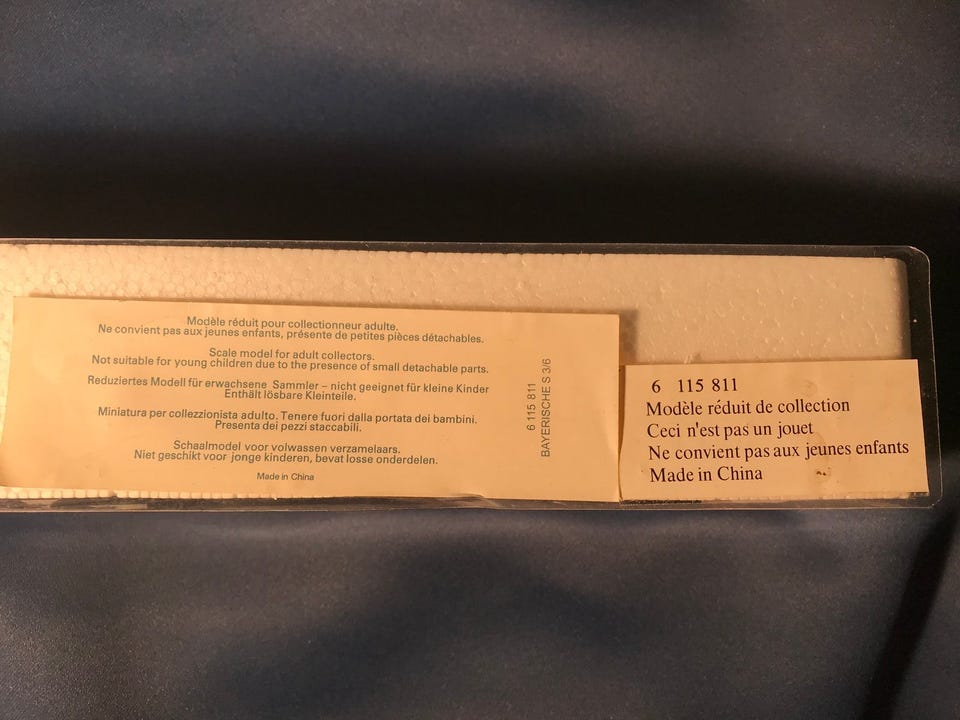 Modèle réduit pour collectionneur adulte.
Ne convient pas aux jeunes enfants, présente de petites pièces détachables.
Scale model for adult collectors.
Not suitable for young children due to the presence of small detachable parts.
Reduziertes Modell für erwachsene Sammler – nicht geeignet für kleine Kinder
Enthält lösbare Kleinteile.
Miniatura per collezzionista adulto. Tenere fuori dalla portata dei bambini.
Presenta dei pezzi staccabili.
Schaalmodel voor volwassen verzamelaars.
Niet geschikt voor jonge kinderen, bevat losse onderdelen.
Made in China
6 115 811
BAYERISCHE S 3/6
6 115 811
Modèle réduit de collection
Ceci n'est pas un jouet
Ne convient pas aux jeunes enfants
Made in China